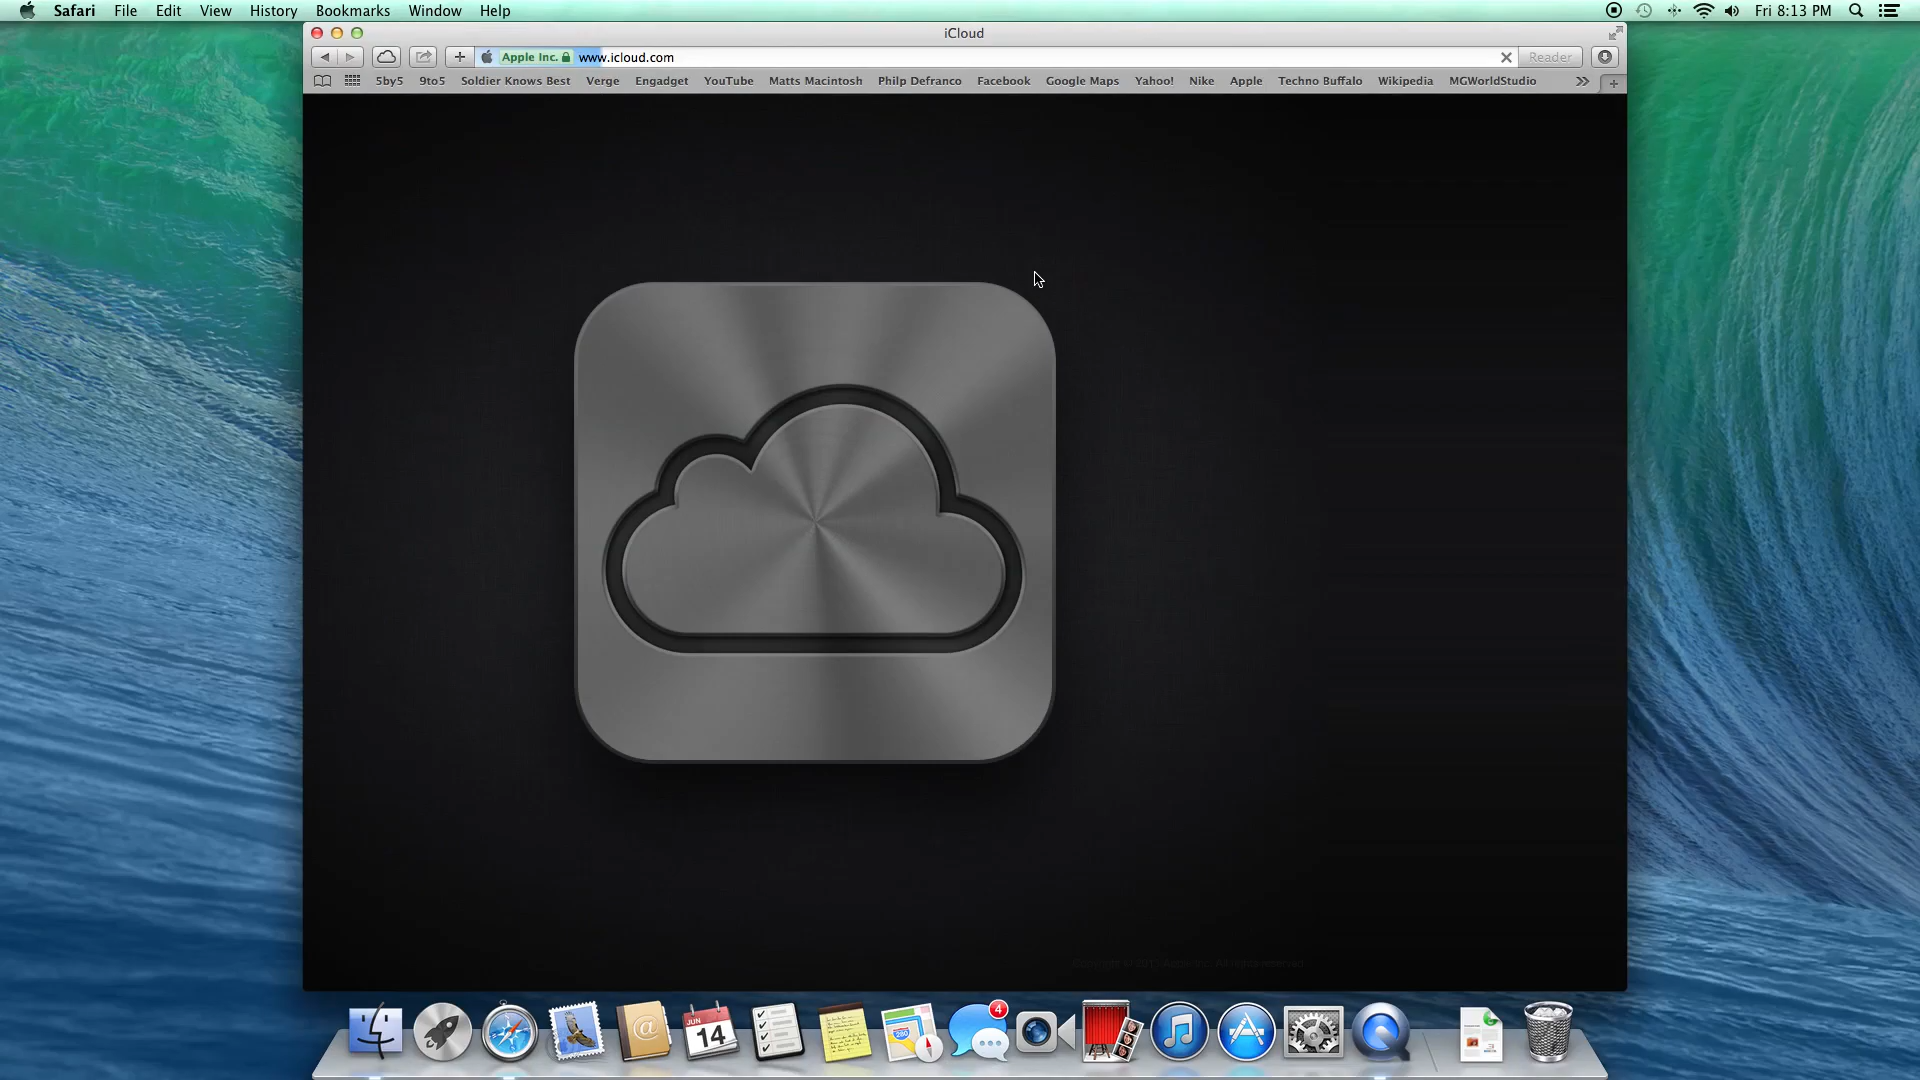 Safari File Edit View History Bookmarks Window Help Fri 8:13 PM
iCloud
Apple Inc. www.icloud.com Reader
5by5 9to5 Soldier Knows Best Verge Engadget YouTube Matts Macintosh Philp Defranco Facebook Google Maps Yahoo! Nike Apple Techno Buffalo Wikipedia MGWorldStudio
4
JUN
14
280